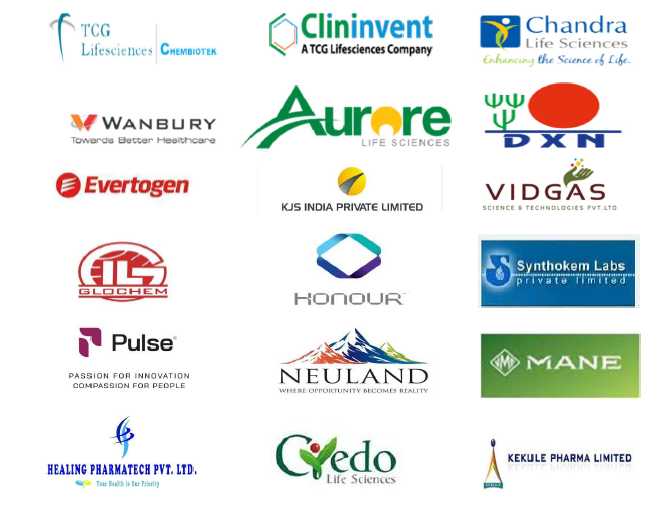 TCG
Lifesciences | CHEMBIOTEK
Clininvent
A TCG Lifesciences Company
Chandra
Life Sciences
Enhancing the Science of Life.
WANBURY
Towards Better Healthcare
Aurore
LIFE SCIENCES
DXN
Evertogen
KJS INDIA PRIVATE LIMITED
VIDGAS
SCIENCE & TECHNOLOGIES PVT.LTD
GLOCHEM
HONOUR
Synthokem Labs
private limited
Pulse®
PASSION FOR INNOVATION
COMPASSION FOR PEOPLE
NEULAND
WHERE OPPORTUNITY BECOMES REALITY
MANE
HEALING PHARMATECH PVT. LTD.
Your Health is Our Priority
Credo
Life Sciences
KEKULE PHARMA LIMITED